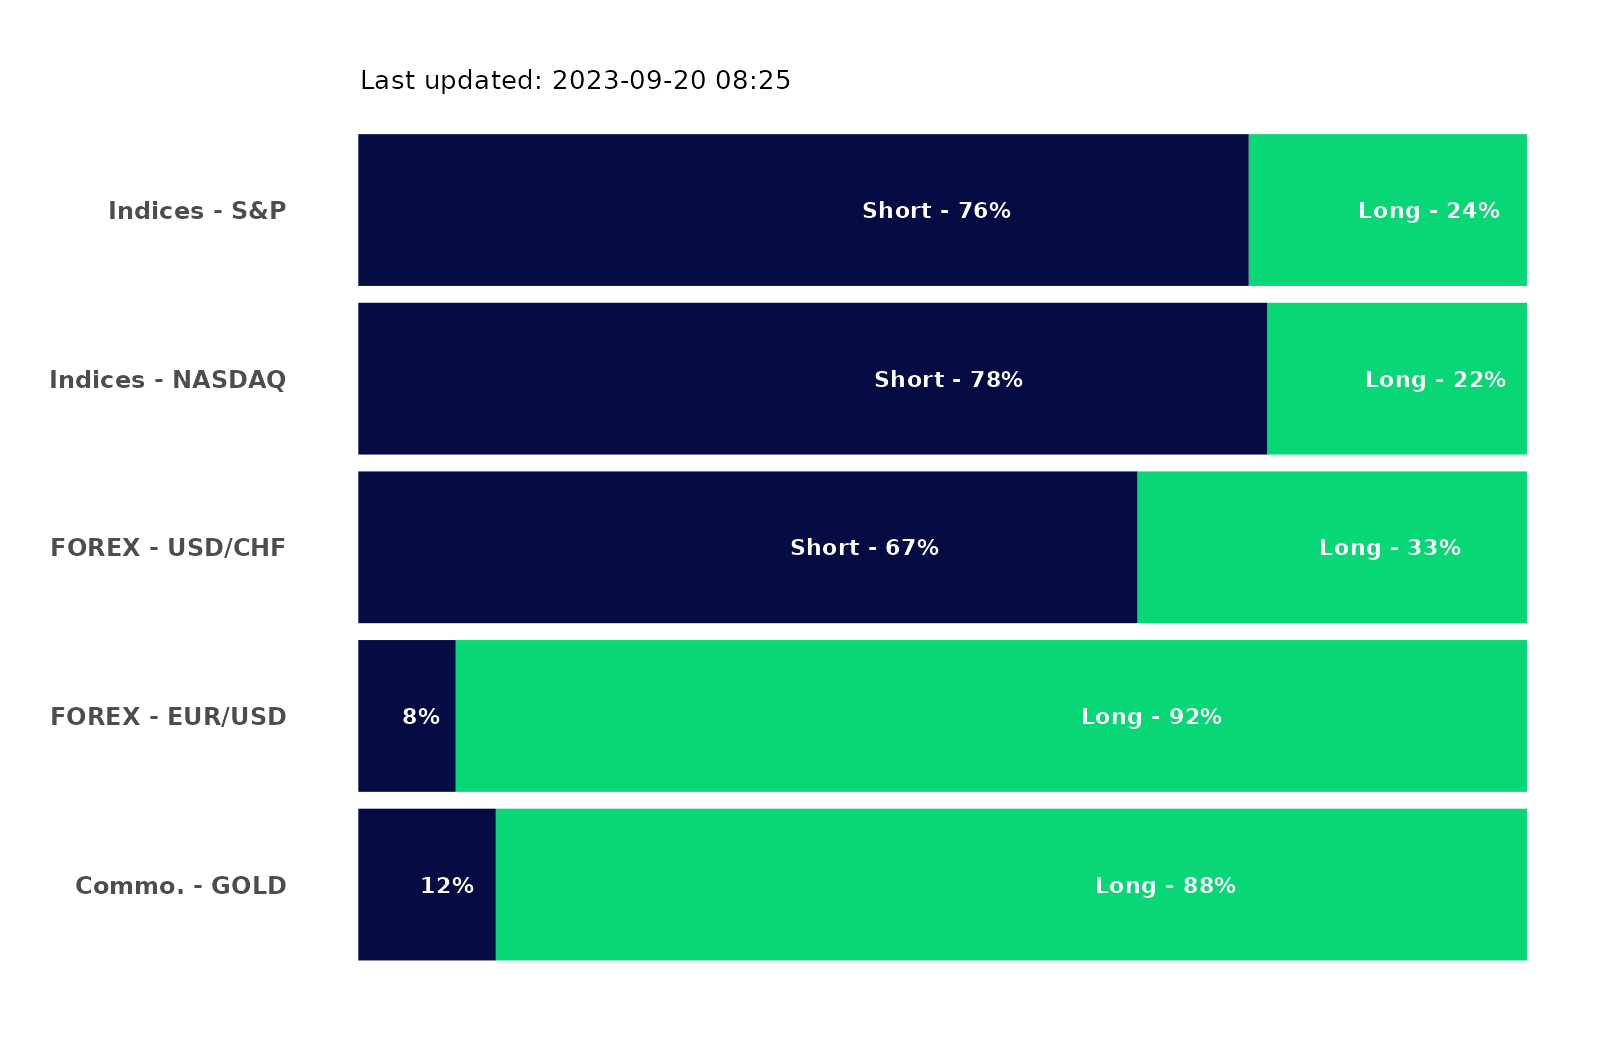 Last updated: 2023-09-20 08:25
Indices - S&P Short - 76% Long - 24%
Indices - NASDAQ Short - 78% Long - 22%
FOREX - USD/CHF Short - 67% Long - 33%
FOREX - EUR/USD 8% Long - 92%
Commo. - GOLD 12% Long - 88%